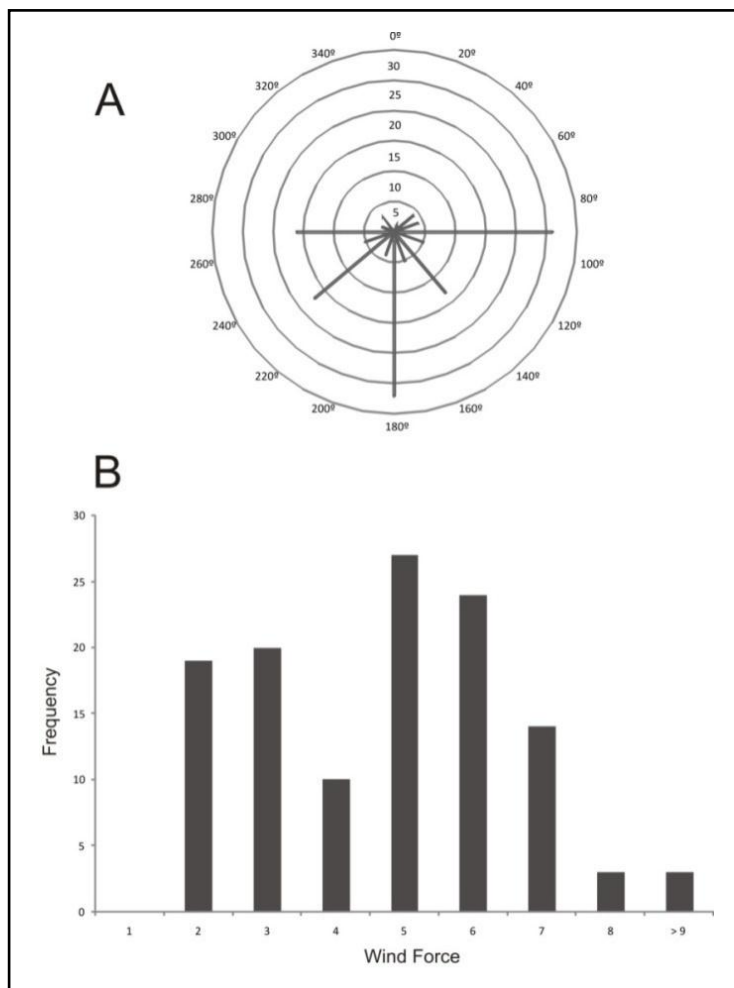 A
0º
340º
20º
320º
40º
300º
60º
280º
80º
260º
100º
240º
120º
220º
140º
200º
160º
180º
30
25
20
15
10
5
B
30
25
20
15
10
5
0
Frequency
1 2 3 4 5 6 7 8 > 9
Wind Force